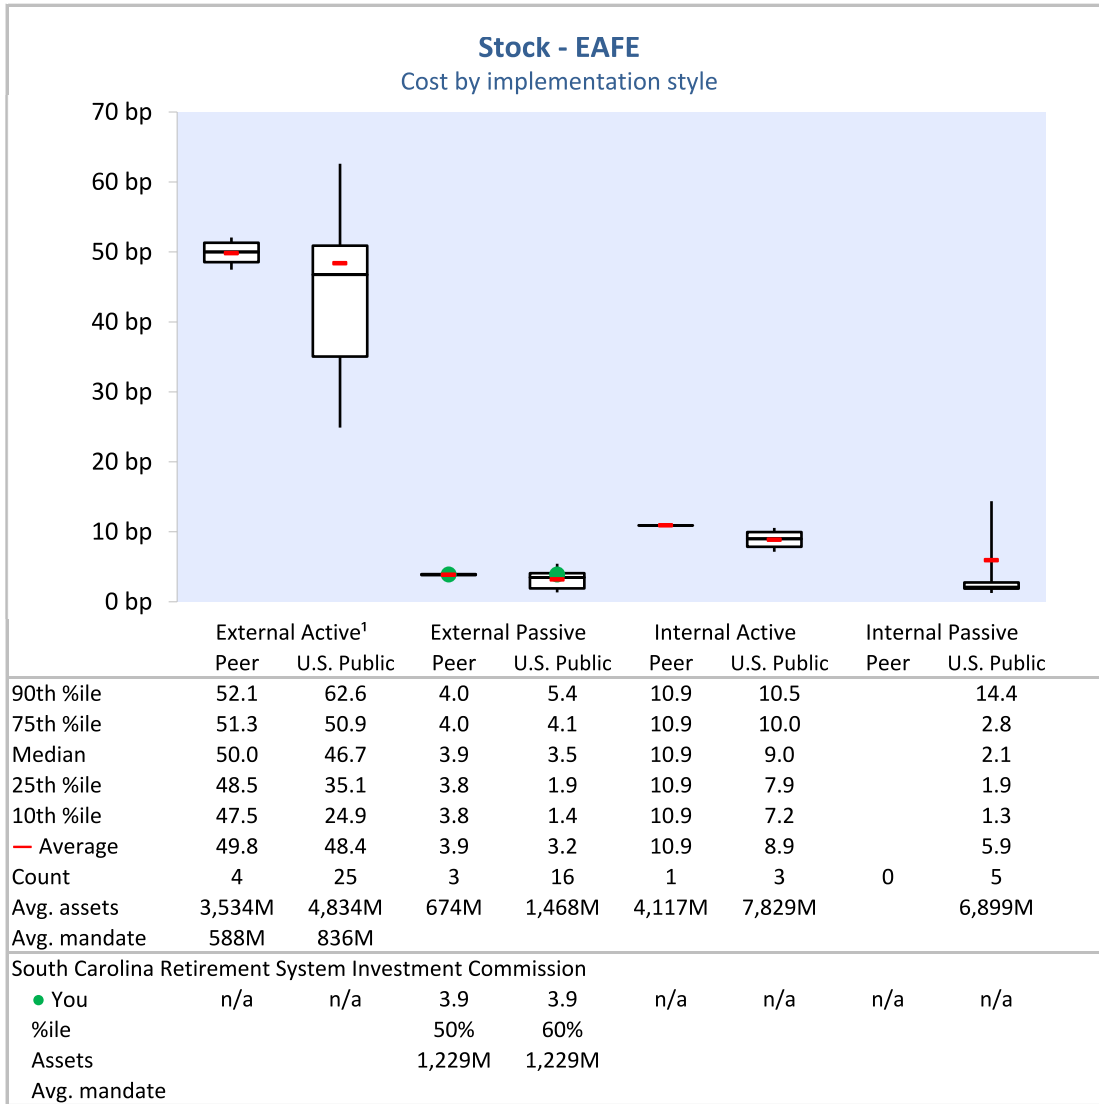 Stock - EAFE
Cost by implementation style
70 bp
60 bp
50 bp
40 bp
30 bp
20 bp
10 bp
0 bp
External Active¹ External Passive Internal Active Internal Passive
Peer U.S. Public Peer U.S. Public Peer U.S. Public Peer U.S. Public
90th %ile 52.1 62.6 4.0 5.4 10.9 10.5 14.4
75th %ile 51.3 50.9 4.0 4.1 10.9 10.0 2.8
Median 50.0 46.7 3.9 3.5 10.9 9.0 2.1
25th %ile 48.5 35.1 3.8 1.9 10.9 7.9 1.9
10th %ile 47.5 24.9 3.8 1.4 10.9 7.2 1.3
Average 49.8 48.4 3.9 3.2 10.9 8.9 5.9
Count 4 25 3 16 1 3 0 5
Avg. assets 3,534M 4,834M 674M 1,468M 4,117M 7,829M 6,899M
Avg. mandate 588M 836M
South Carolina Retirement System Investment Commission
You n/a n/a 3.9 3.9 n/a n/a n/a n/a
%ile 50% 60%
Assets 1,229M 1,229M
Avg. mandate